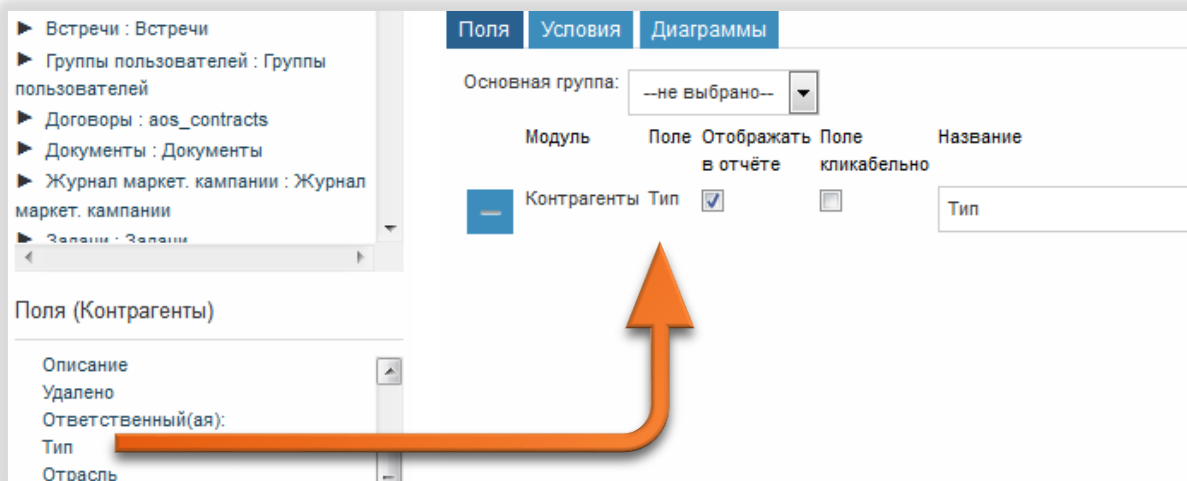 Встречи : Встречи
Группы пользователей : Группы
пользователей
Договоры : aos_contracts
Документы : Документы
Журнал маркет. кампании : Журнал
маркет. кампании
Задачи : Задачи
Поля (Контрагенты)
Описание
Удалено
Ответственный(ая):
Тип
Отрасль
Поля Условия Диаграммы
Основная группа: --не выбрано--
Модуль Поле Отображать Поле Название
в отчёте кликабельно
Контрагенты Тип Тип